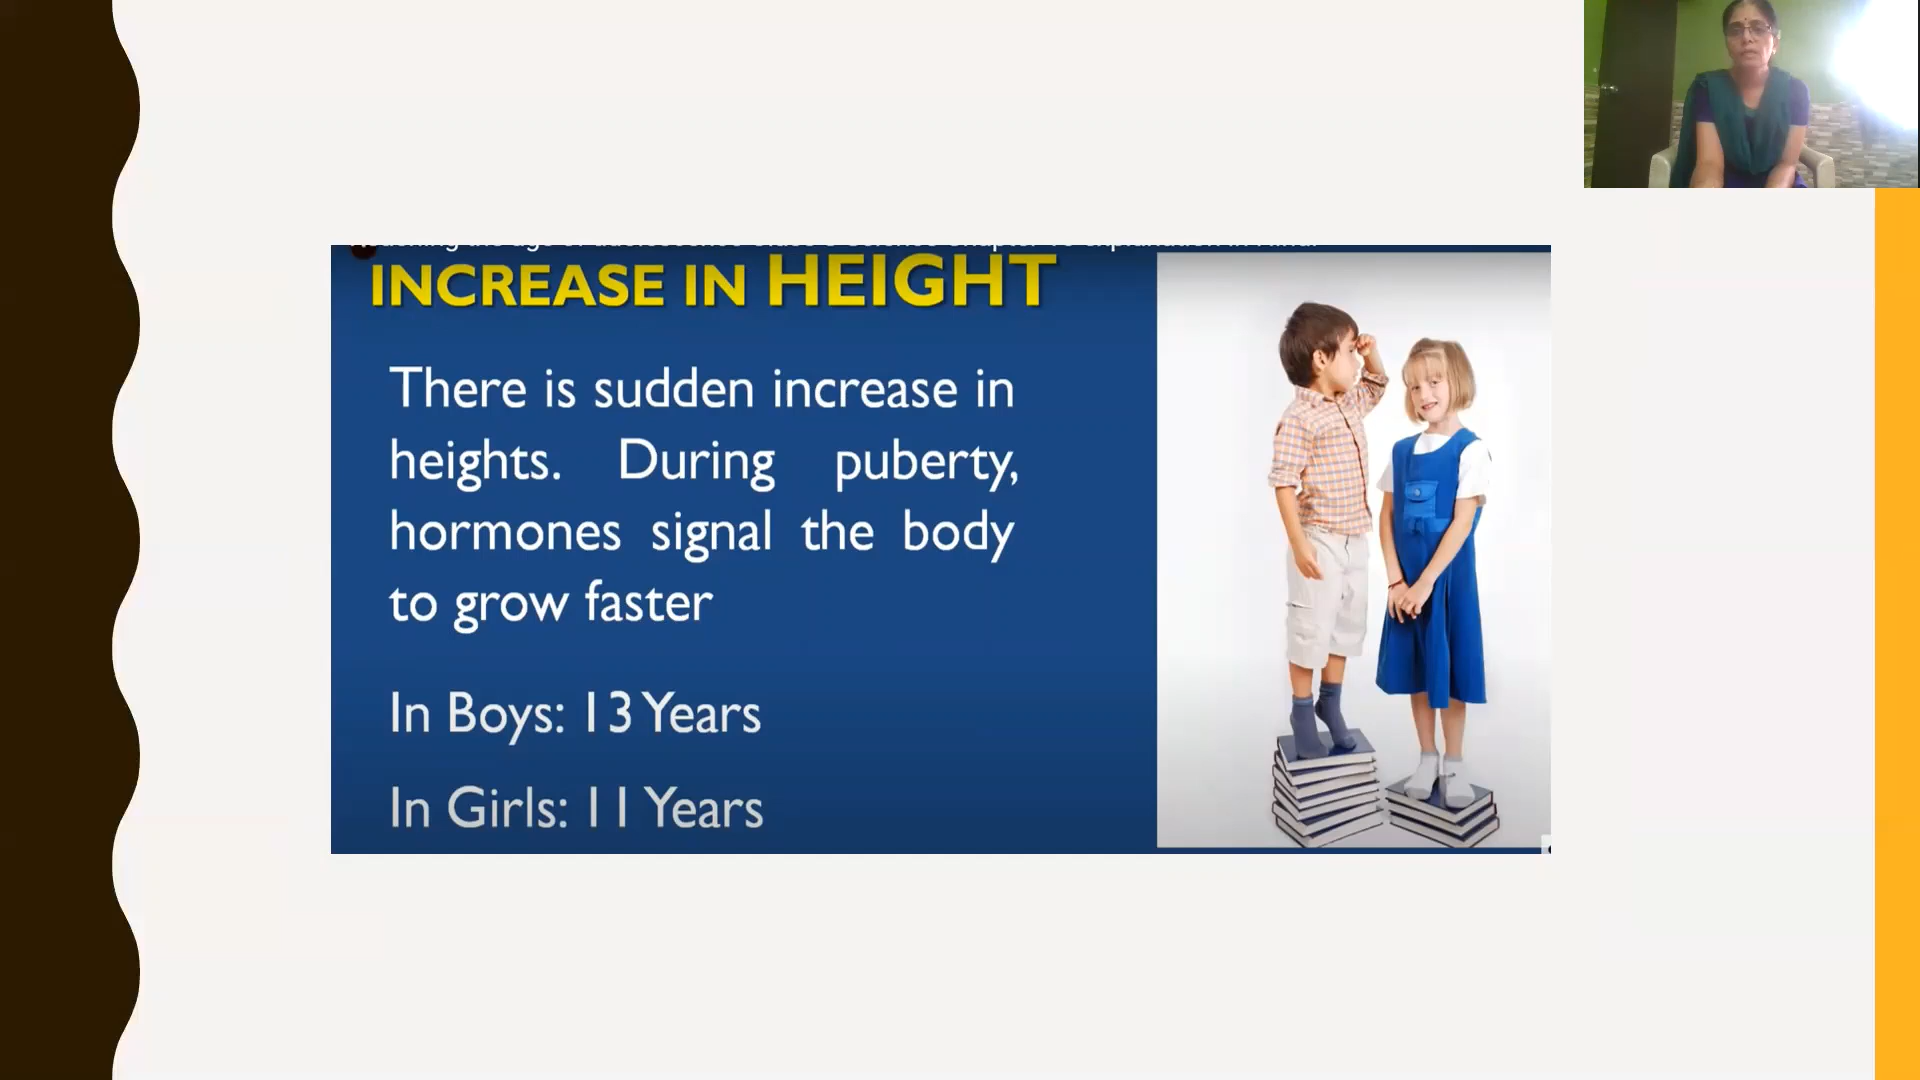 INCREASE IN HEIGHT
There is sudden increase in
heights. During puberty,
hormones signal the body
to grow faster
In Boys: 13 Years
In Girls: 11 Years